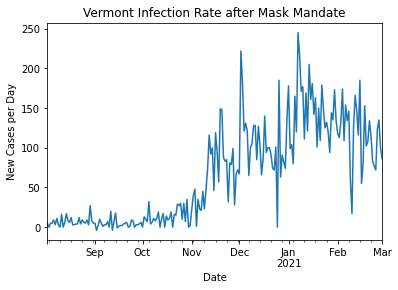 Vermont Infection Rate after Mask Mandate
250
200
150
100
50
0
New Cases per Day
Sep Oct Nov Dec Jan Feb Mar
2021
Date